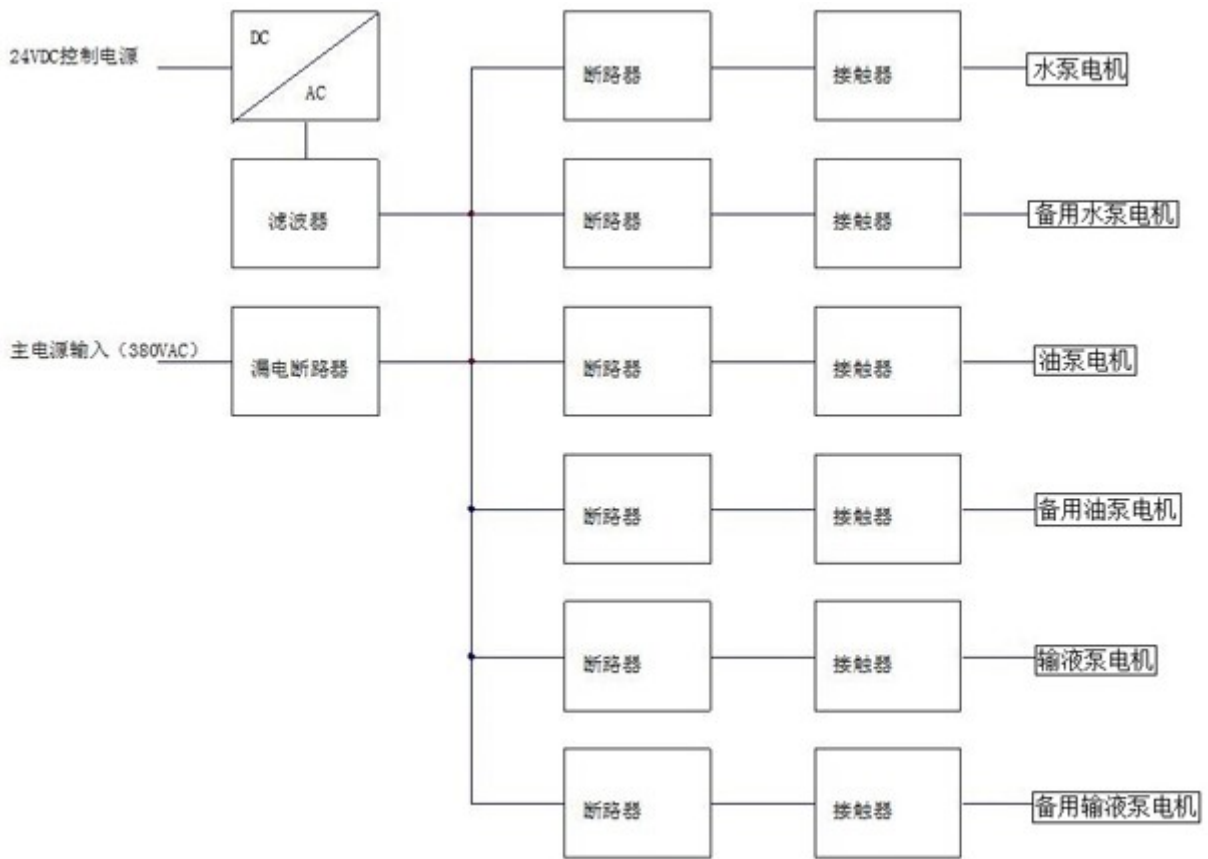 24VDC控制电源
DC
AC
断路器
接触器
水泵电机
滤波器
断路器
接触器
备用水泵电机
主电源输入（380VAC）
漏电断路器
断路器
接触器
油泵电机
断路器
接触器
备用油泵电机
断路器
接触器
输液泵电机
断路器
接触器
备用输液泵电机